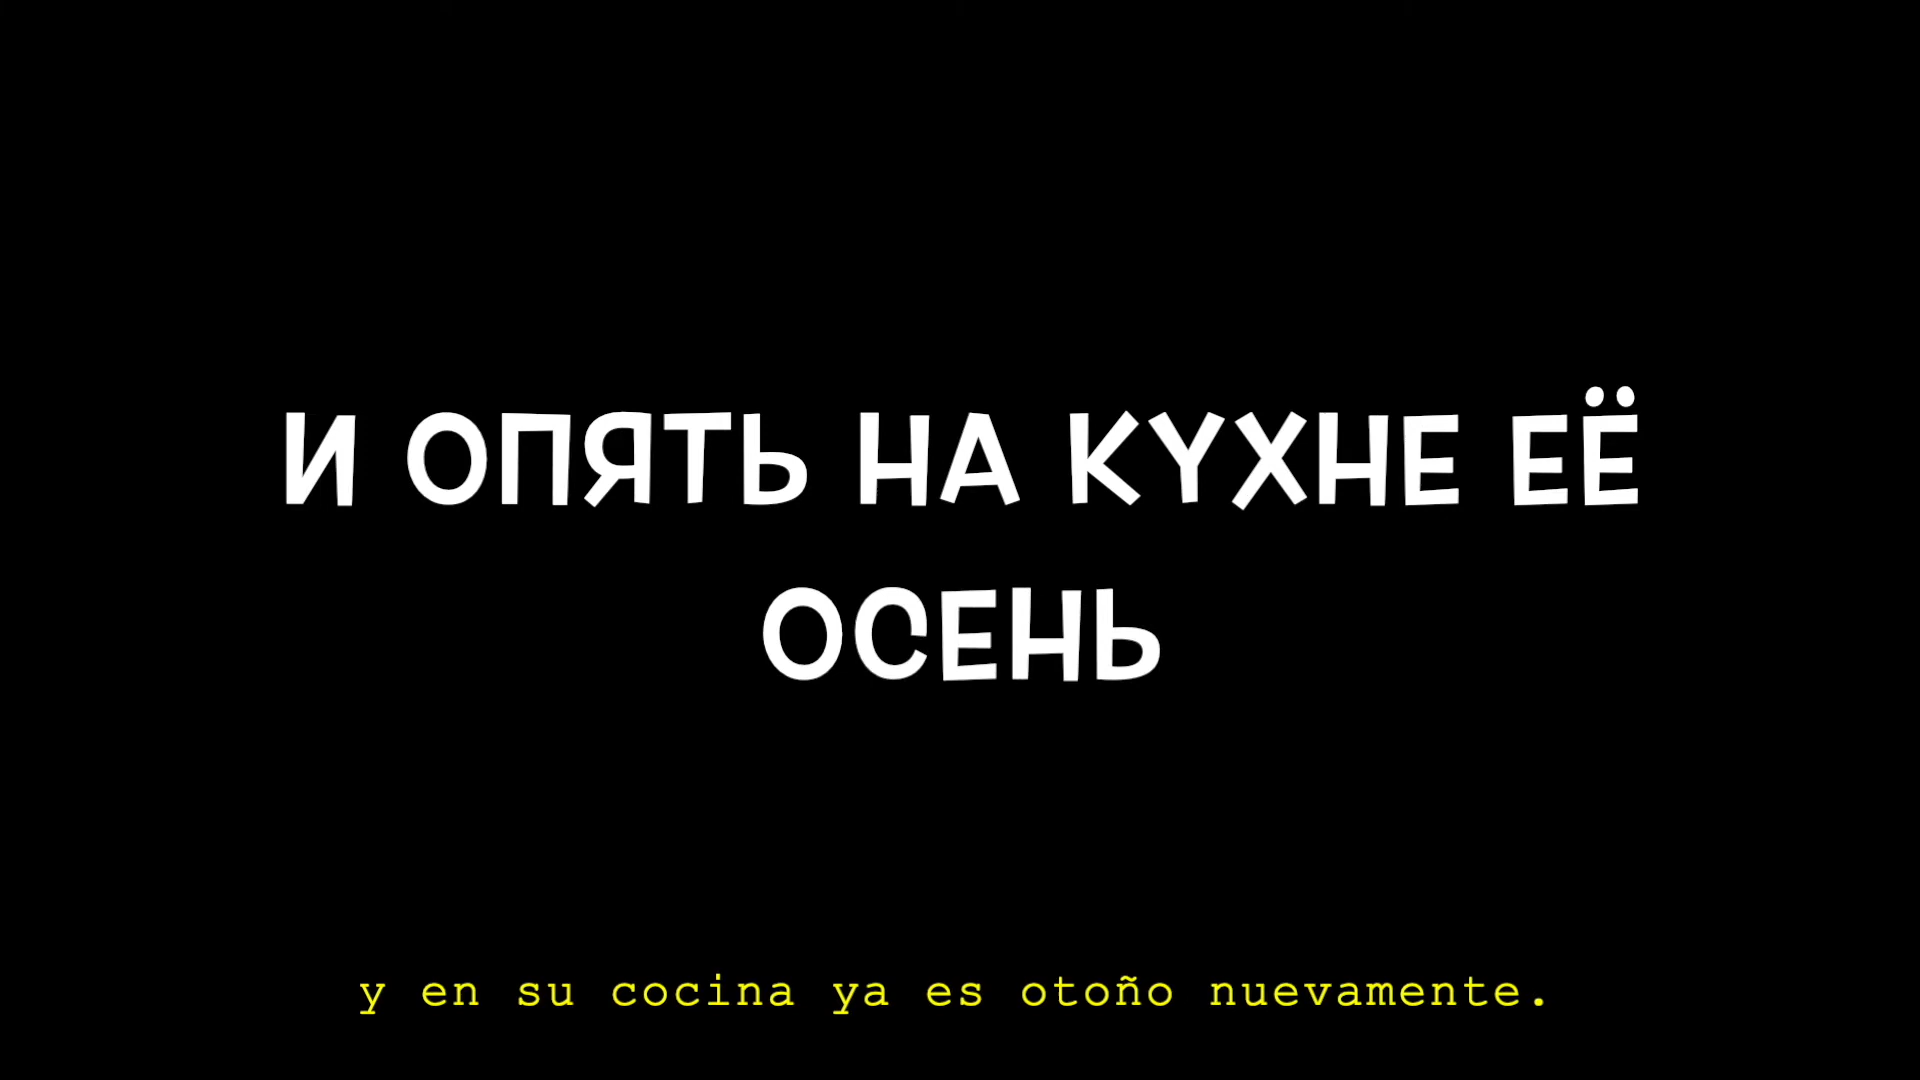 И ОПЯТЬ НА КУХНЕ ЕЁ
ОСЕНЬ
y en su cocina ya es otoño nuevamente.